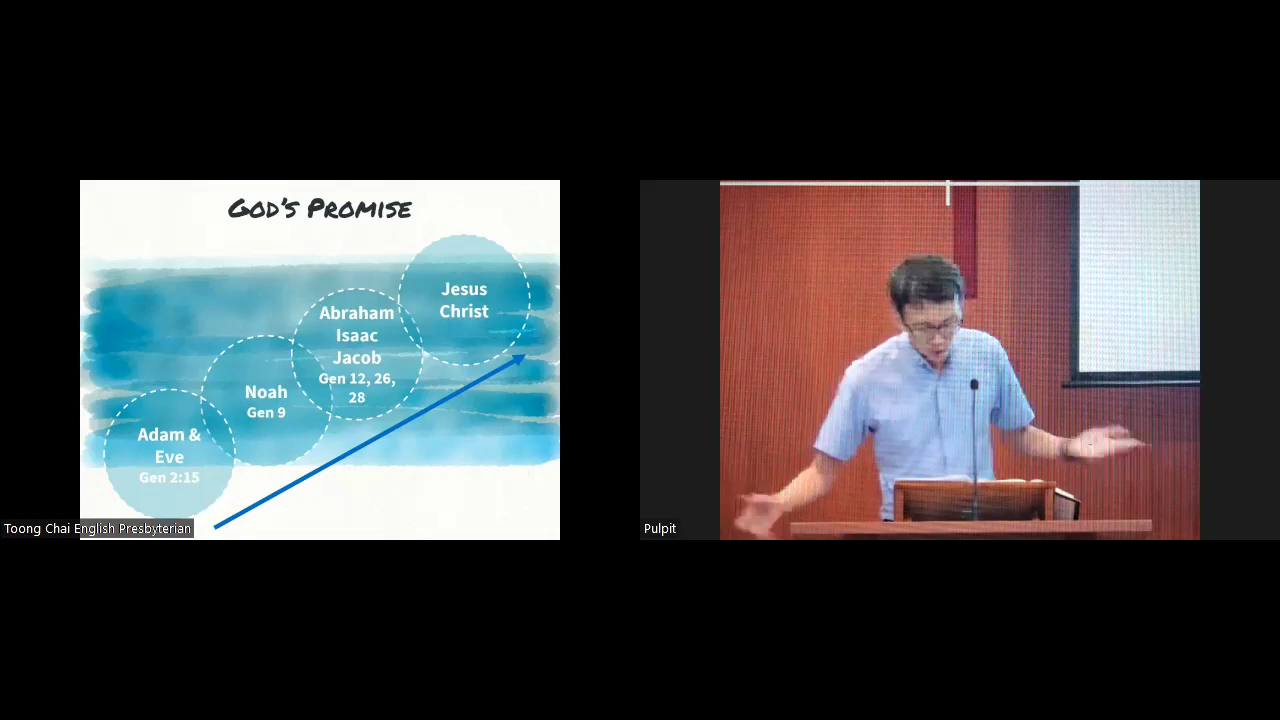 God's Promise
Jesus
Christ
Abraham
Isaac
Jacob
Gen 12, 26,
28
Noah
Gen 9
Adam &
Eve
Gen 2:15
Toong Chai English Presbyterian
Pulpit